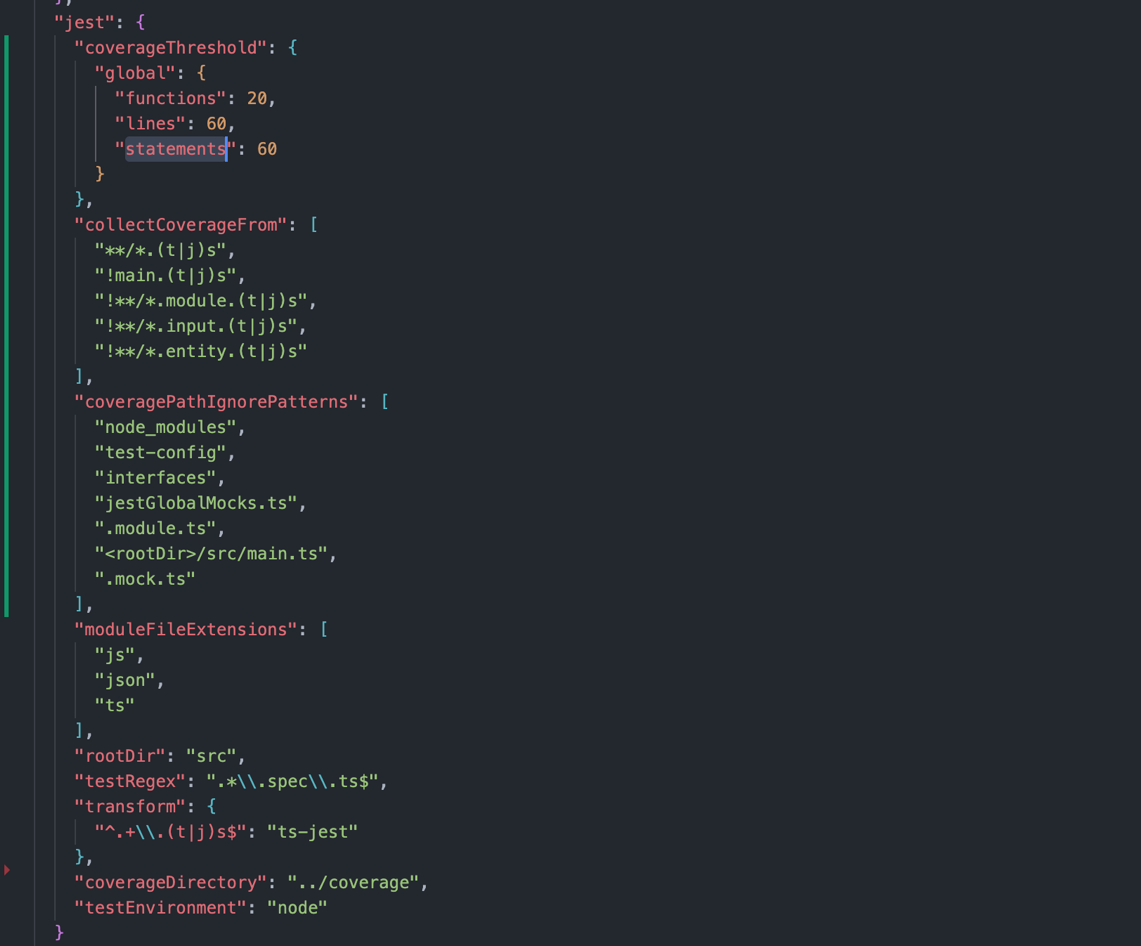 },
"jest": {
"coverageThreshold": {
"global": {
"functions": 20,
"lines": 60,
"statements": 60
}
},
"collectCoverageFrom": [
"**/*.(t|j)s",
"!main.(t|j)s",
"!**/*.module.(t|j)s",
"!**/*.input.(t|j)s",
"!**/*.entity.(t|j)s"
],
"coveragePathIgnorePatterns": [
"node_modules",
"test-config",
"interfaces",
"jestGlobalMocks.ts",
".module.ts",
"<rootDir>/src/main.ts",
".mock.ts"
],
"moduleFileExtensions": [
"js",
"json",
"ts"
],
"rootDir": "src",
"testRegex": ".*\\.spec\\.ts$",
"transform": {
"^.+\\.(t|j)s$": "ts-jest"
},
"coverageDirectory": "../coverage",
"testEnvironment": "node"
}